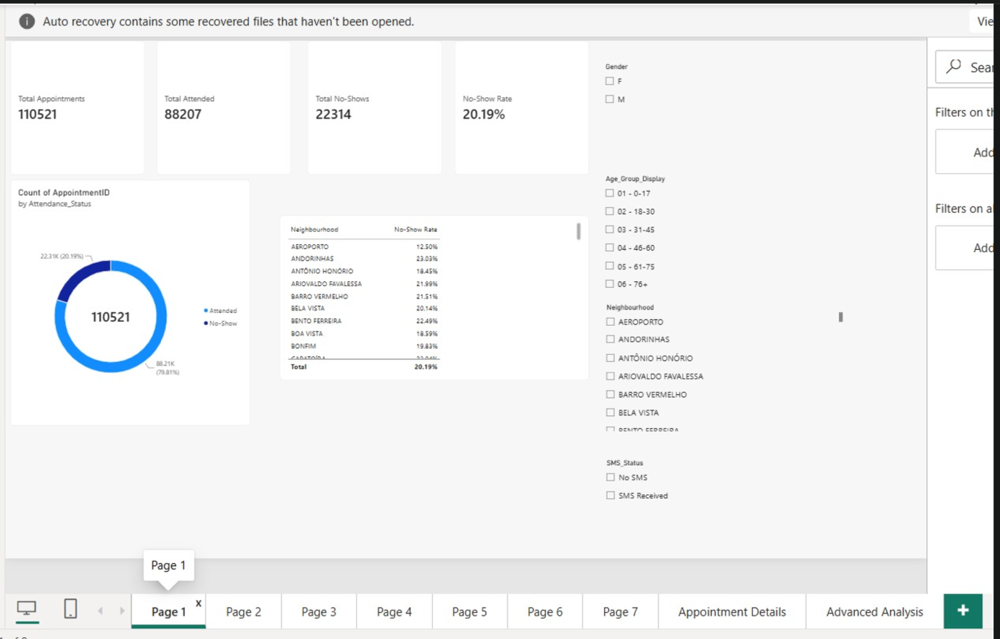 Auto recovery contains some recovered files that haven't been opened.
Vie
Total Appointments
110521
Total Attended
88207
Total No-Shows
22314
No-Show Rate
20.19%
Gender
F
M
Sear
Filters on th
Add
Filters on al
Add
Count of AppointmentID
by Attendance_Status
22.31K (20.19%)
110521
88.21K
(79.81%)
Attended
No-Show
Neighbourhood No-Show Rate
AEROPORTO 12.50%
ANDORINHAS 23.03%
ANTÔNIO HONÓRIO 18.45%
ARIOVALDO FAVALESSA 21.99%
BARRO VERMELHO 21.51%
BELA VISTA 20.14%
BENTO FERREIRA 22.49%
BOA VISTA 18.59%
BONFIM 19.83%
Total 20.19%
Age_Group_Display
01 - 0-17
02 - 18-30
03 - 31-45
04 - 46-60
05 - 61-75
06 - 76+
Neighbourhood
AEROPORTO
ANDORINHAS
ANTÔNIO HONÓRIO
ARIOVALDO FAVALESSA
BARRO VERMELHO
BELA VISTA
BENTO FERREIRA
SMS_Status
No SMS
SMS Received
Page 1
Page 1 x
Page 2
Page 3
Page 4
Page 5
Page 6
Page 7
Appointment Details
Advanced Analysis
+